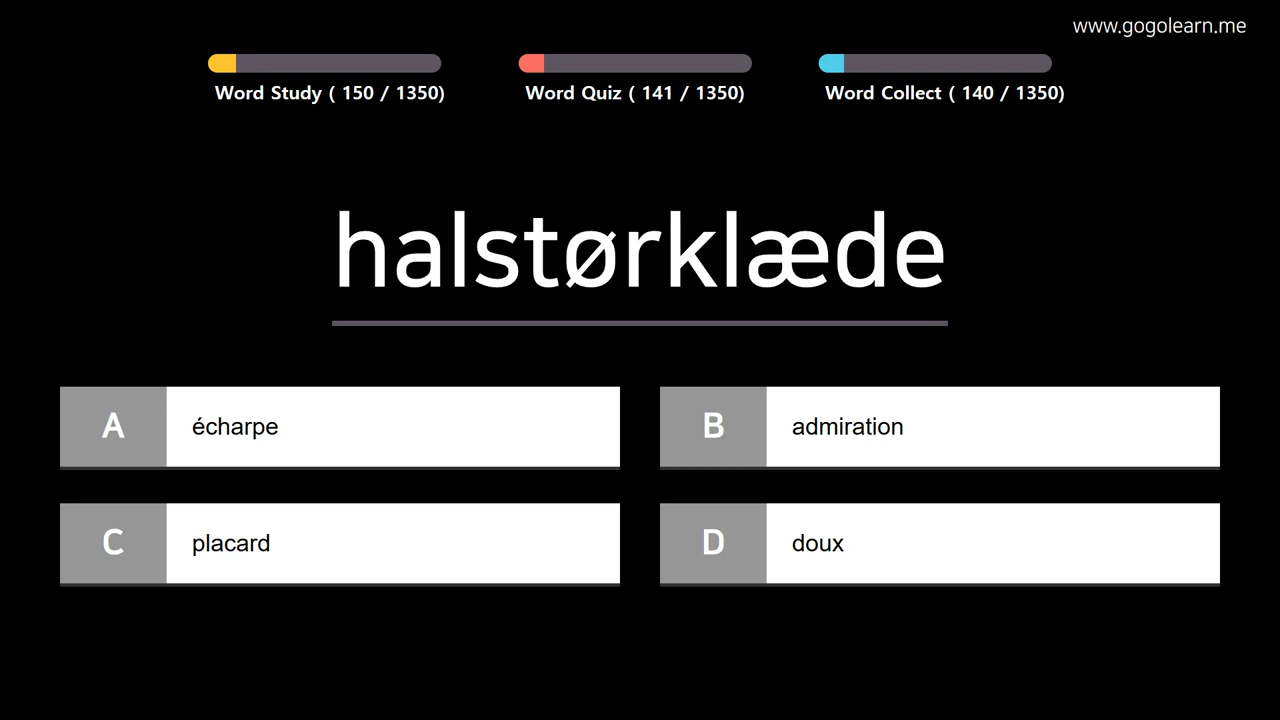 www.gogolearn.me
Word Study ( 150 / 1350)
Word Quiz ( 141 / 1350)
Word Collect ( 140 / 1350)
halstørklæde
A écharpe
B admiration
C placard
D doux